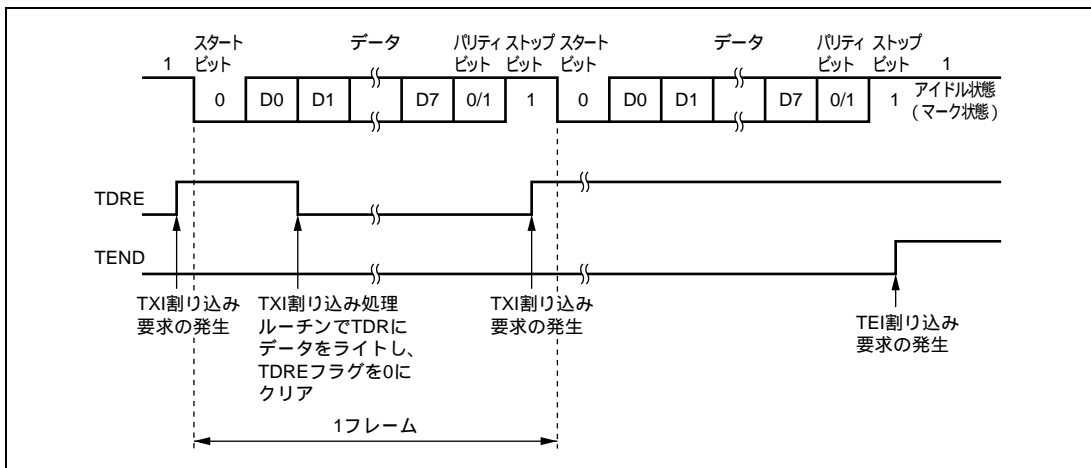 スタート データ パリティ ストップ スタート データ パリティ ストップ
1 ビット ビット ビット ビット ビット ビット 1
0 D0 D1 D7 0/1 1 0 D0 D1 D7 0/1 1 アイドル状態
(マーク状態)
TDRE
TEND
TXI割り込み
要求の発生
TXI割り込み処理
ルーチンでTDRに
データをライトし、
TDREフラグを0に
クリア
TXI割り込み
要求の発生
TEI割り込み
要求の発生
1フレーム